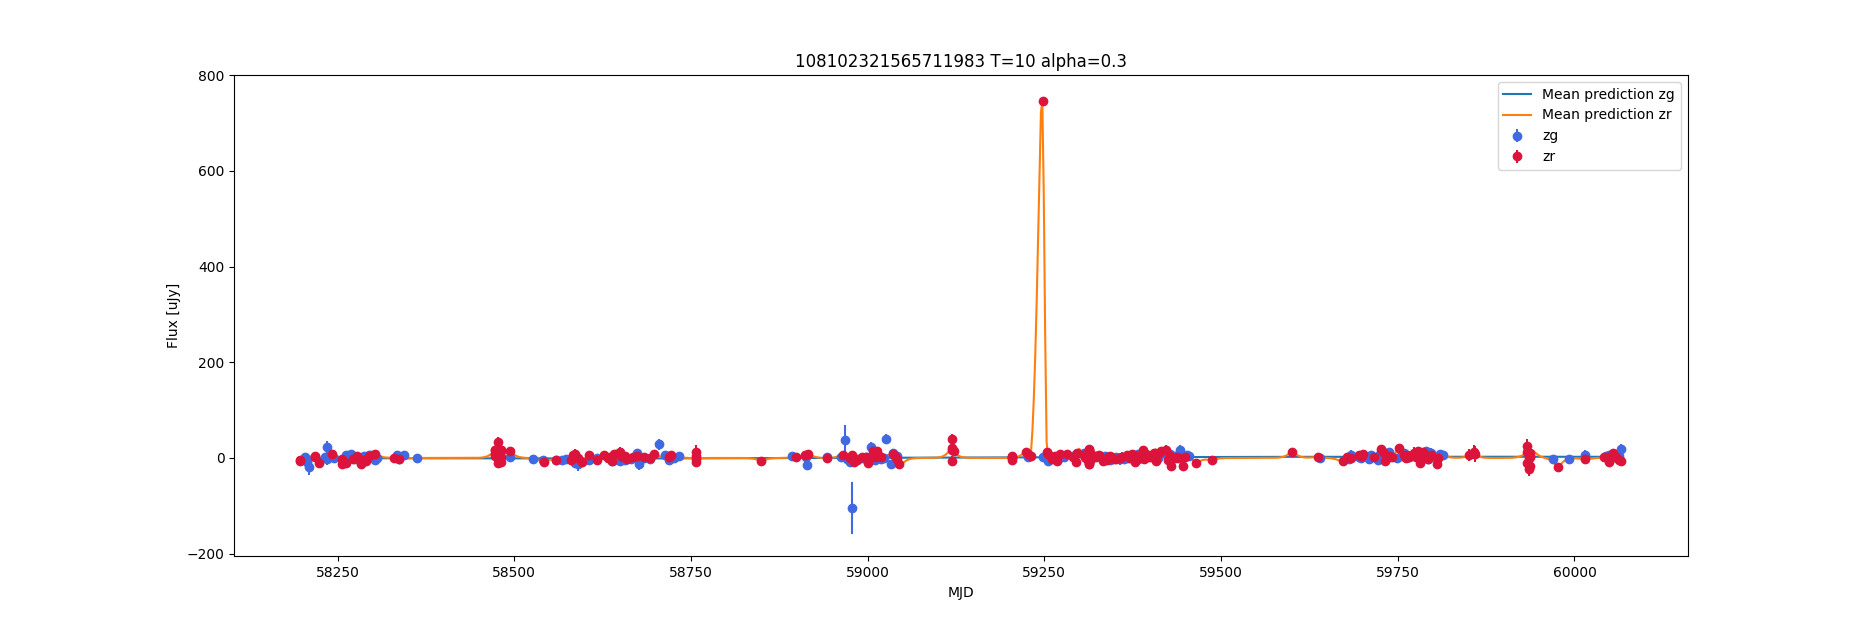 108102321565711983 T=10 alpha=0.3
800
600
400
200
0
−200
Flux [uJy]
58250 58500 58750 59000 59250 59500 59750 60000
MJD
Mean prediction zg
Mean prediction zr
zg
zr